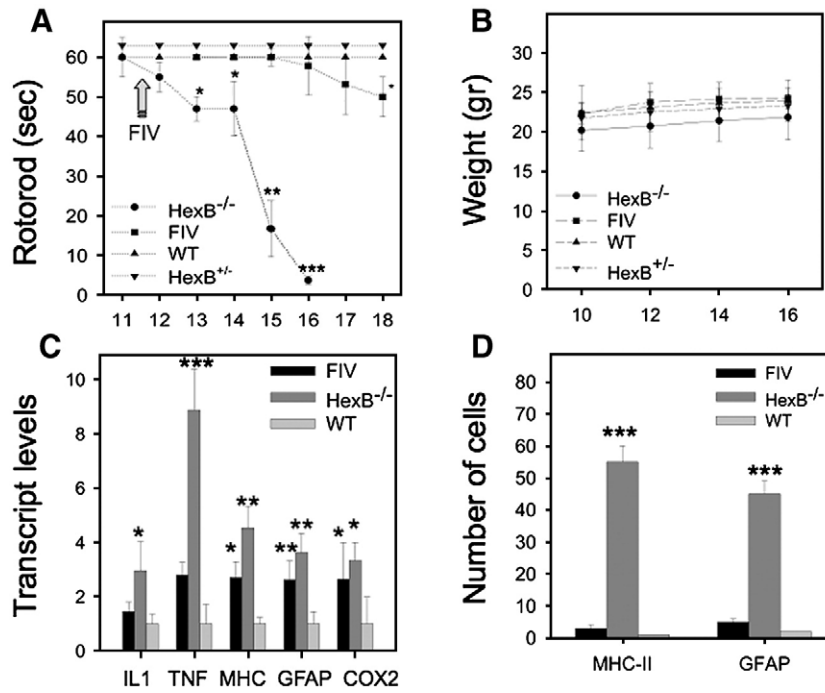 A
Rotorod (sec)
60
50
40
30
20
10
0
FIV
*
*
**
***
*
HexB-/-
FIV
WT
HexB+/-
11 12 13 14 15 16 17 18
B
Weight (gr)
30
25
20
15
10
5
0
HexB-/-
FIV
WT
HexB+/-
10 12 14 16
C
Transcript levels
10
8
6
4
2
0
FIV
HexB-/-
WT
*
***
* **
** **
* *
IL1 TNF MHC GFAP COX2
D
Number of cells
80
70
60
50
40
30
20
10
0
FIV
HexB-/-
WT
***
***
MHC-II GFAP